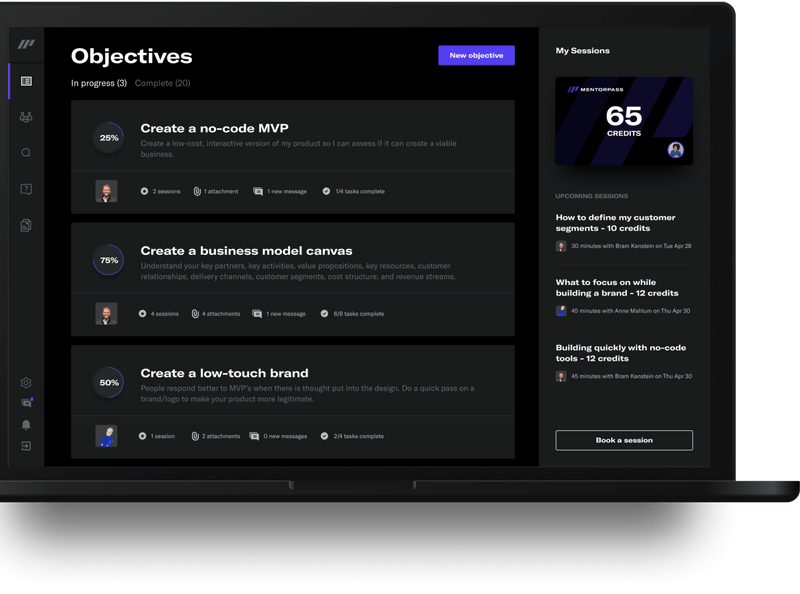 Objectives
New objective
In progress (3) Complete (20)
25%
Create a no-code MVP
Create a low-cost, interactive version of my product so I can assess if it can create a viable
business.
2 sessions 1 attachment 1 new message 1/4 tasks complete
75%
Create a business model canvas
Understand your key partners, key activities, value propositions, key resources, customer
relationships, delivery channels, customer segments, cost structure, and revenue streams.
4 sessions 4 attachments 1 new message 6/8 tasks complete
50%
Create a low-touch brand
People respond better to MVP's when there is thought put into the design. Do a quick pass on a
brand/logo to make your product more legitimate.
1 session 2 attachments 0 new messages 2/4 tasks complete
My Sessions
MENTORPASS
65
CREDITS
UPCOMING SESSIONS
How to define my customer
segments - 10 credits
30 minutes with Bram Kanstein on Tue Apr 28
What to focus on while
building a brand - 12 credits
45 minutes with Anne Mahlum on Thu Apr 30
Building quickly with no-code
tools - 12 credits
45 minutes with Bram Kanstein on Thu Apr 30
Book a session